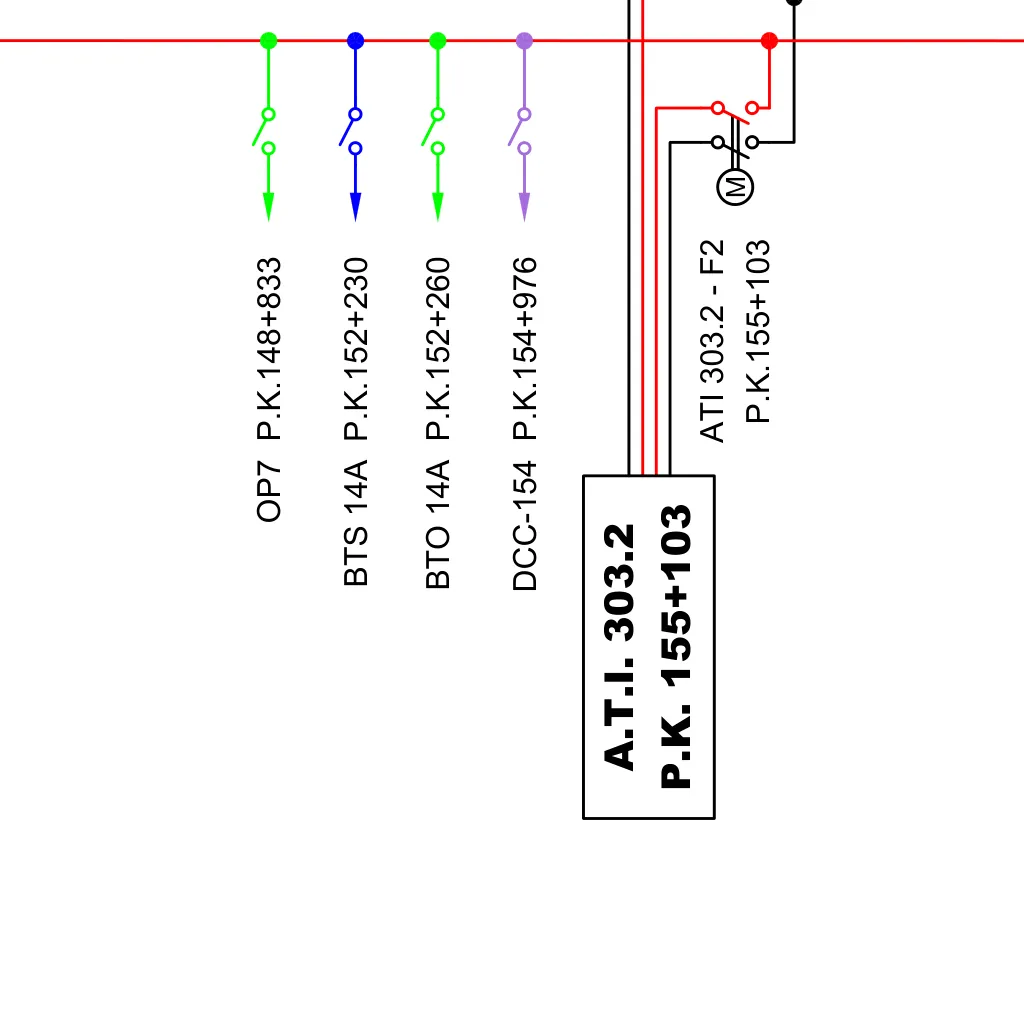 OP7 P.K.148+833
BTS 14A P.K.152+230
BTO 14A P.K.152+260
DCC-154 P.K.154+976
A.T.I. 303.2
P.K. 155+103
ATI 303.2 - F2
P.K.155+103
M